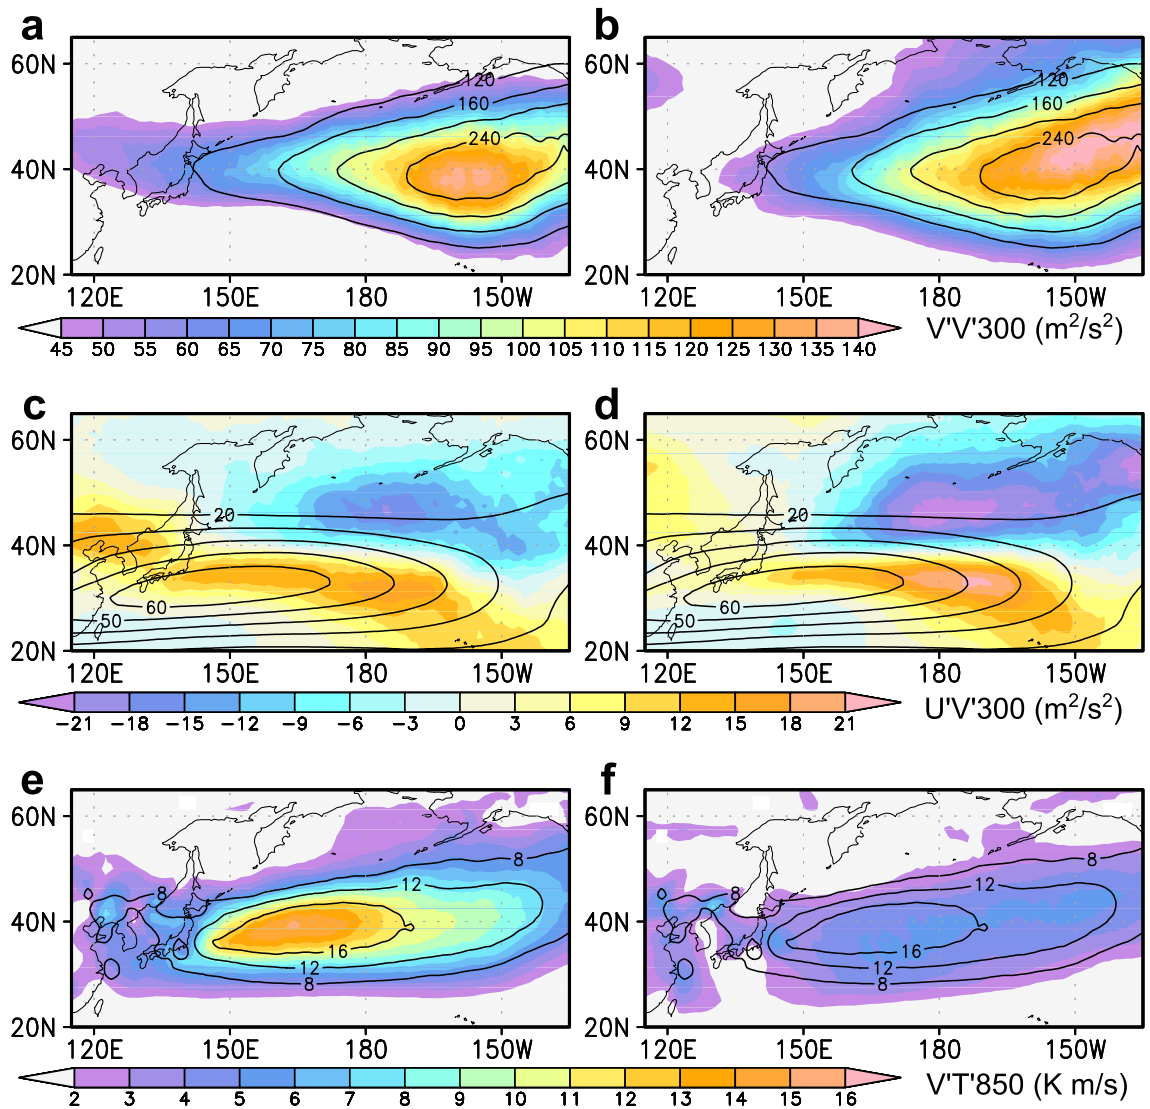 a b
60N 120 120
160 160
240 240
40N 40N
20N 20N
120E 150E 180 150W 120E 150E 180 150W
45 50 55 60 65 70 75 80 85 90 95 100 105 110 115 120 125 130 135 140 V'V'300 (m²/s²)
c d
60N 60N
20 20
40N 40N
60 60
50 50
20N 20N
120E 150E 180 150W 120E 150E 180 150W
−21 −18 −15 −12 −9 −6 −3 0 3 6 9 12 15 18 21 U'V'300 (m²/s²)
e f
60N 60N
8 8
12 12
8 8
40N 40N
16 16
12 12
8 8
20N 20N
120E 150E 180 150W 120E 150E 180 150W
2 3 4 5 6 7 8 9 10 11 12 13 14 15 16 V'T'850 (K m/s)